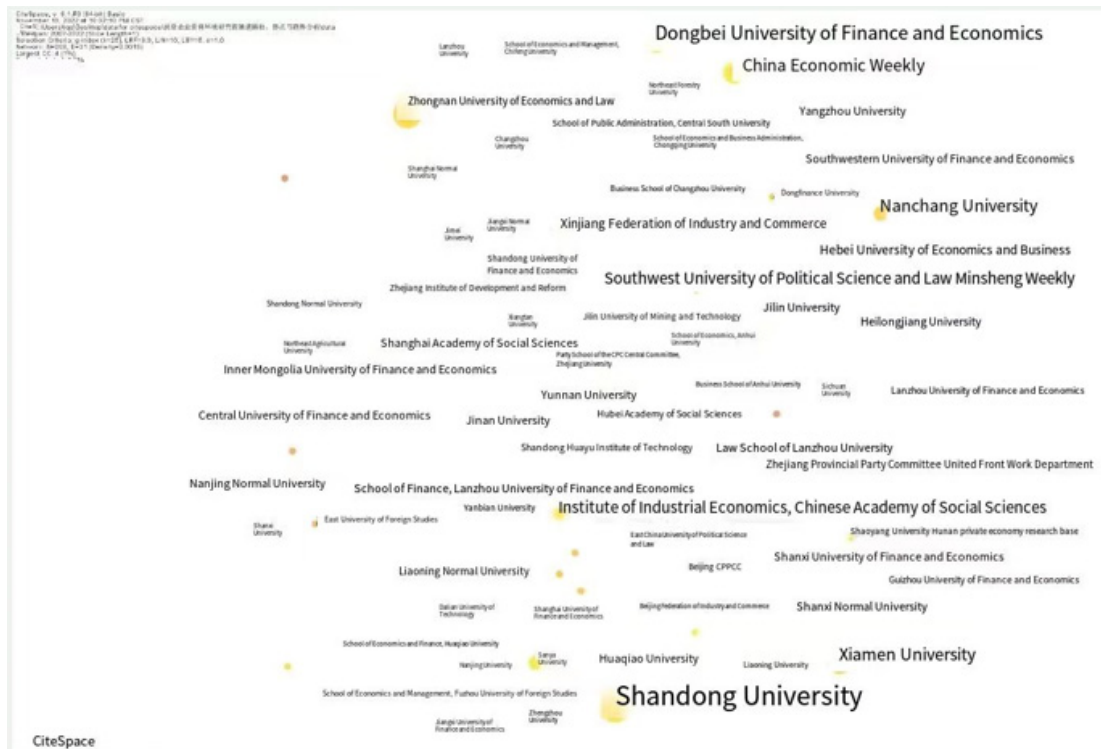 Dongbei University of Finance and Economics
Lanzhou
University
School of Economics and Management,
Chifeng University
China Economic Weekly
Northeast Forestry
University
Zhongnan University of Economics and Law
Yangzhou University
School of Public Administration, Central South University
Changzhou
University
School of Economics and Business Administration,
Chongqing University
Southwestern University of Finance and Economics
Shanghai Normal
University
Business School of Changzhou University
Dongfinance University
Nanchang University
Jiangxi Normal
University
Xinjiang Federation of Industry and Commerce
Jimei
University
Hebei University of Economics and Business
Shandong University of
Finance and Economics
Southwest University of Political Science and Law Minsheng Weekly
Zhejiang Institute of Development and Reform
Shandong Normal University
Jilin University
Xiangtan
University
Jilin University of Mining and Technology
Heilongjiang University
Northeast Agricultural
University
Shanghai Academy of Social Sciences
School of Economics, Anhui
University
Party School of the CPC Central Committee,
Zhejiang University
Inner Mongolia University of Finance and Economics
Business School of Anhui University
Sichuan
University
Lanzhou University of Finance and Economics
Yunnan University
Central University of Finance and Economics
Jinan University
Hubei Academy of Social Sciences
Shandong Huayu Institute of Technology
Law School of Lanzhou University
Zhejiang Provincial Party Committee United Front Work Department
Nanjing Normal University
School of Finance, Lanzhou University of Finance and Economics
Yanbian University
Institute of Industrial Economics, Chinese Academy of Social Sciences
Shanxi
University
East University of Foreign Studies
East China University of Political Science
and Law
Shaoyang University Hunan private economy research base
Shanxi University of Finance and Economics
Liaoning Normal University
Beijing CPPCC
Guizhou University of Finance and Economics
Dalian University of
Technology
Shanghai University of
Finance and Economics
Beijing Federation of Industry and Commerce
Shanxi Normal University
School of Economics and Finance, Huaqiao University
Nanjing University
Sanya
University
Huaqiao University
Liaoning University
Xiamen University
School of Economics and Management, Fuzhou University of Foreign Studies
Shandong University
Jiangxi University of
Finance and Economics
Zhengzhou
University
CiteSpace